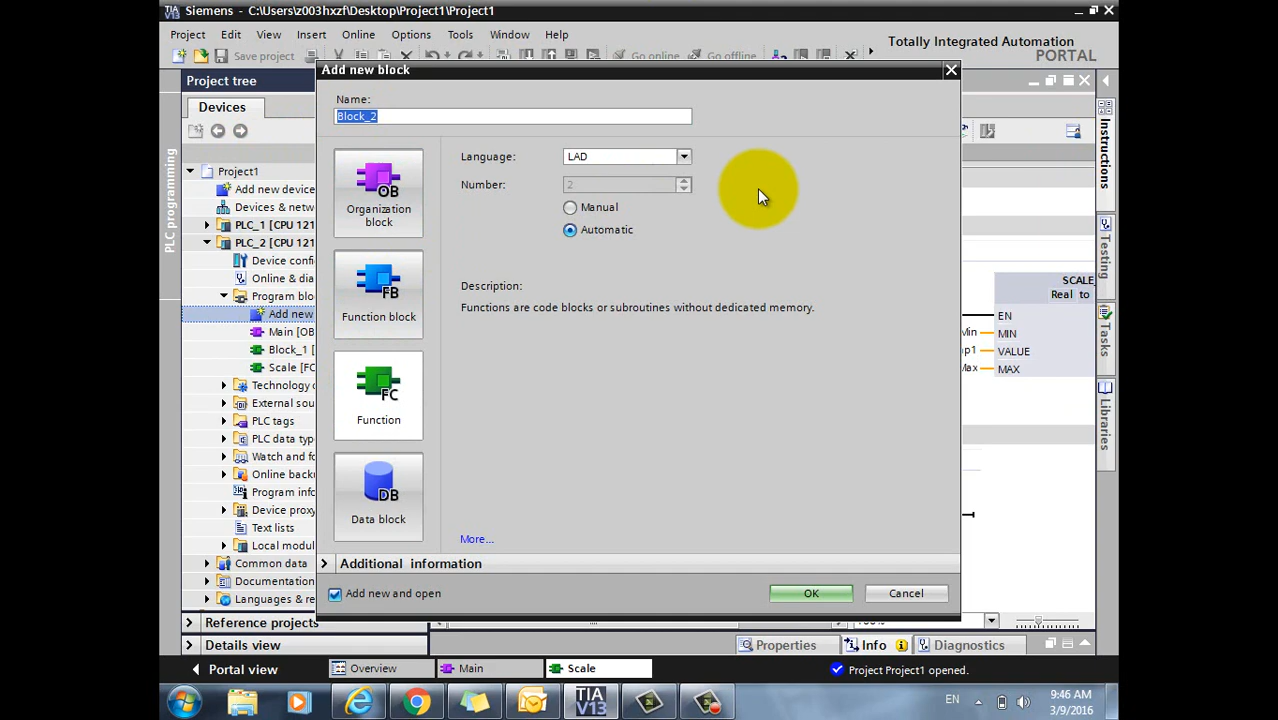 Siemens - C:\Users\z003hxzf\Desktop\Project1\Project1
TIA
V13
Project Edit View Insert Online Options Tools Window Help
Totally Integrated Automation
PORTAL
Save project
Go online
Go offline
Project tree
Devices
Add new block
Name:
Block_2
Language:
LAD
Number:
2
Manual
Automatic
Description:
Functions are code blocks or subroutines without dedicated memory.
OB
Organization
block
FB
Function block
FC
Function
DB
Data block
More...
Additional information
Add new and open
OK
Cancel
PLC programming
Project1
Add new device
Devices & netw
PLC_1 [CPU 121
PLC_2 [CPU 121
Device confi
Online & dia
Program blo
Add new
Main [OB
Block_1 [
Scale [FC
Technology
External sou
PLC tags
PLC data typ
Watch and fo
Online backu
Program info
Device proxy
Text lists
Local modul
Common data
Documentation
Languages & re
Reference projects
Details view
SCALE_
Real to
EN
Min
MIN
p1
VALUE
Max
MAX
Instructions
Testing
Tasks
Libraries
100%
Properties
Info
Diagnostics
Portal view
Overview
Main
Scale
Project Project1 opened.
TIA
V13
EN
9:46 AM
3/9/2016